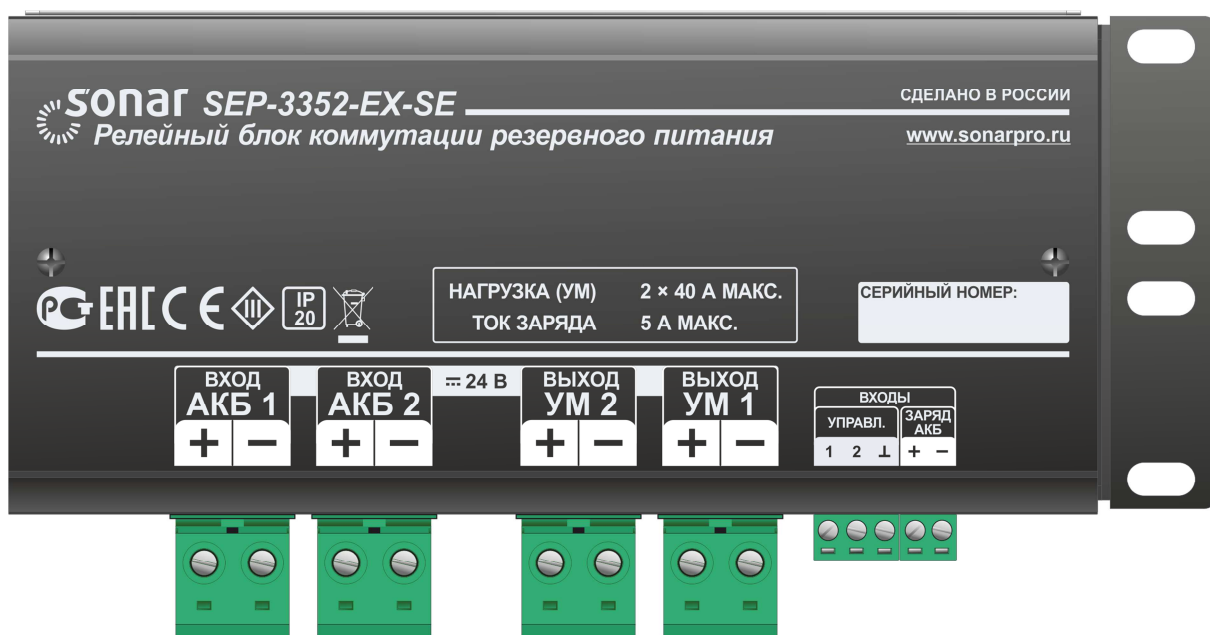 sonar SEP-3352-EX-SE
Релейный блок коммутации резервного питания
СДЕЛАНО В РОССИИ
www.sonarpro.ru
РСТ EAC CE III IP 20
НАГРУЗКА (УМ) 2 × 40 А МАКС.
ТОК ЗАРЯДА 5 А МАКС.
СЕРИЙНЫЙ НОМЕР:
ВХОД
АКБ 1
+ −
ВХОД
АКБ 2
+ −
⎓ 24 В
ВЫХОД
УМ 2
+ −
ВЫХОД
УМ 1
+ −
ВХОДЫ
УПРАВЛ.
1 2 ⊥
ЗАРЯД
АКБ
+ −